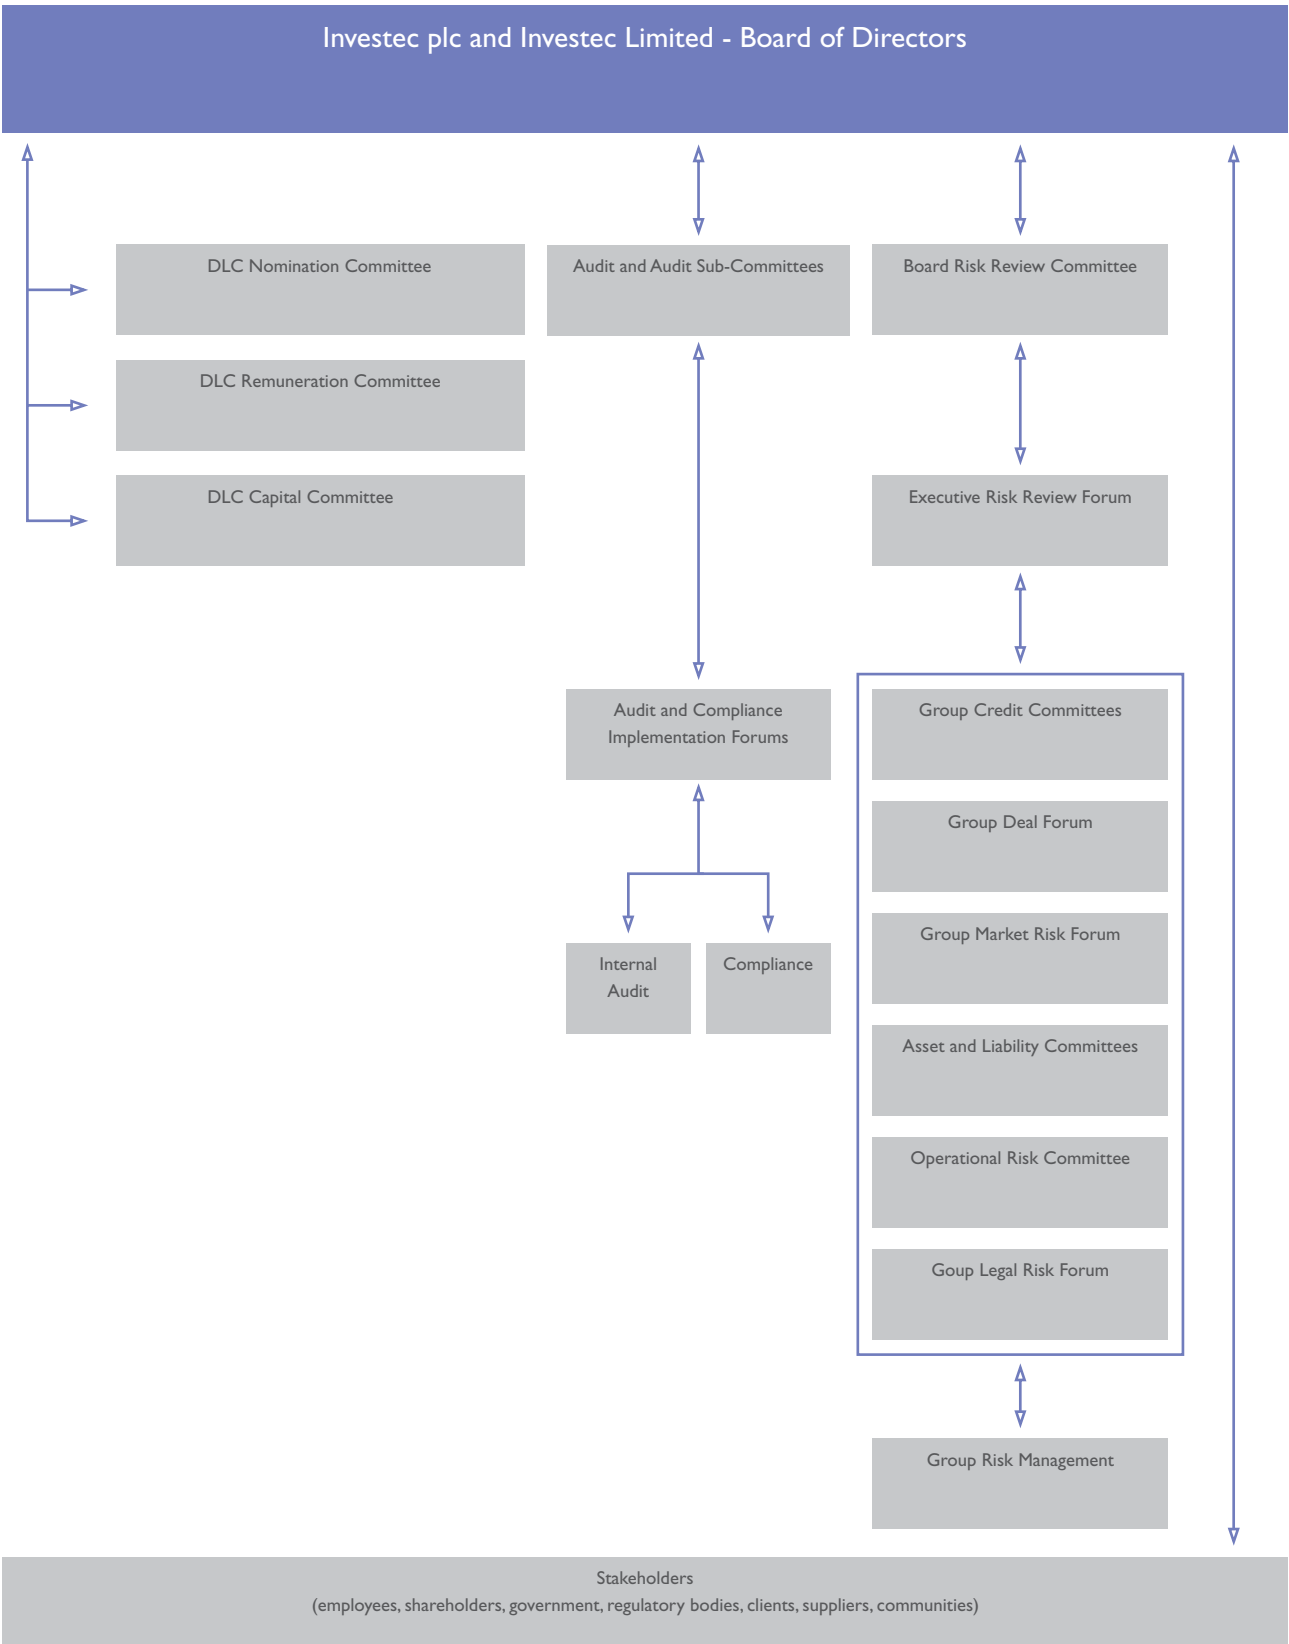 Investec plc and Investec Limited - Board of Directors
DLC Nomination Committee
Audit and Audit Sub-Committees
Board Risk Review Committee
DLC Remuneration Committee
DLC Capital Committee
Executive Risk Review Forum
Audit and Compliance
Implementation Forums
Group Credit Committees
Group Deal Forum
Group Market Risk Forum
Internal
Audit
Compliance
Asset and Liability Committees
Operational Risk Committee
Goup Legal Risk Forum
Group Risk Management
Stakeholders
(employees, shareholders, government, regulatory bodies, clients, suppliers, communities)